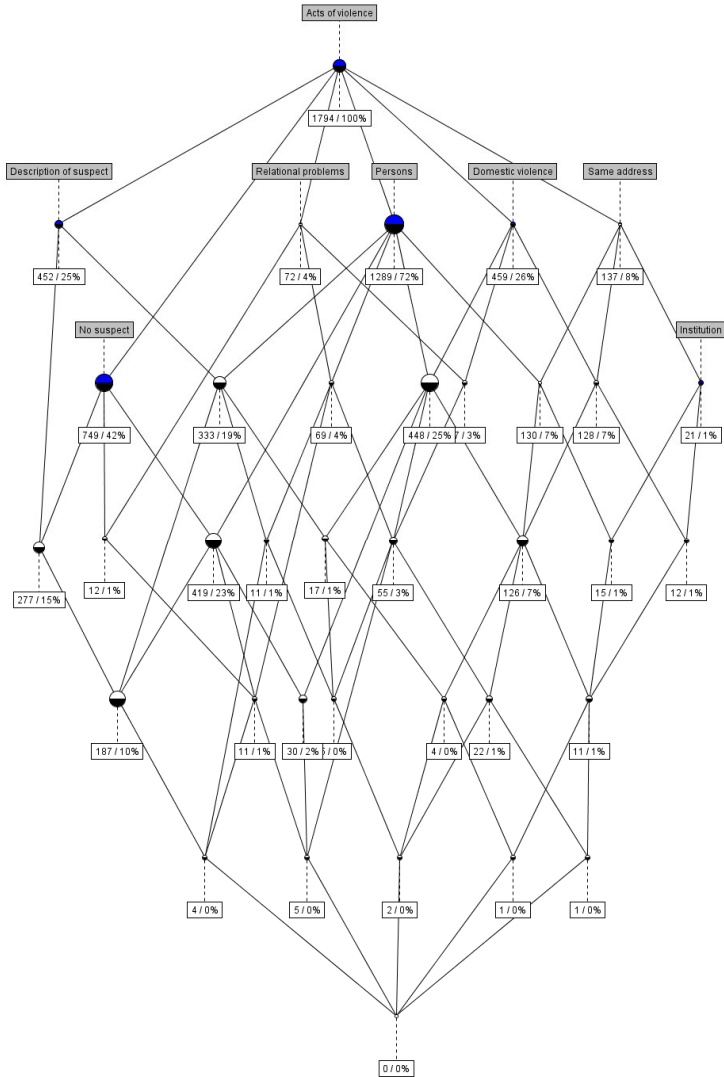 Acts of violence
1794 / 100%
Description of suspect
Relational problems
Persons
Domestic violence
Same address
452 / 25%
72 / 4%
1289 / 72%
459 / 26%
137 / 8%
No suspect
Institution
749 / 42%
333 / 19%
69 / 4%
448 / 25%
7 / 3%
130 / 7%
128 / 7%
21 / 1%
277 / 15%
12 / 1%
419 / 23%
11 / 1%
17 / 1%
55 / 3%
126 / 7%
15 / 1%
12 / 1%
187 / 10%
11 / 1%
30 / 2%
/ 0%
4 / 0%
22 / 1%
11 / 1%
4 / 0%
5 / 0%
2 / 0%
1 / 0%
1 / 0%
0 / 0%